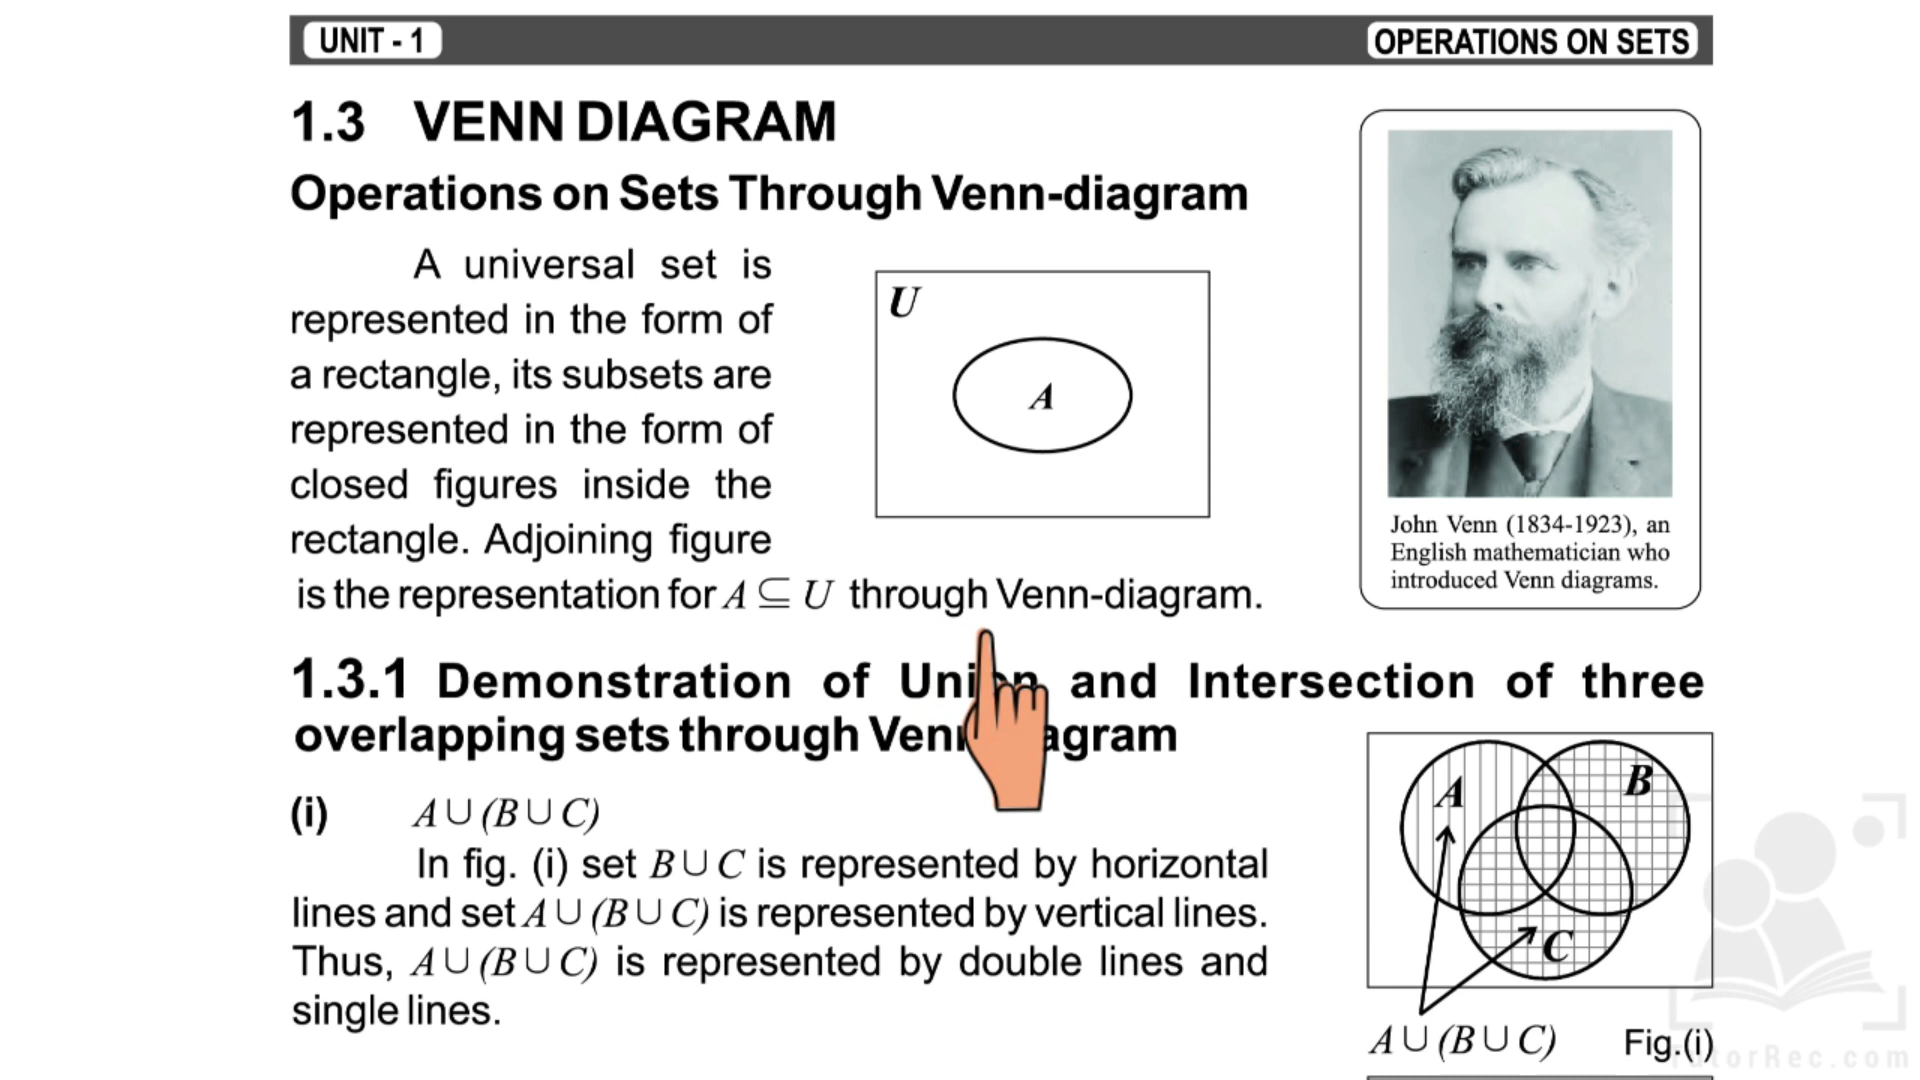 UNIT - 1
OPERATIONS ON SETS
1.3 VENN DIAGRAM
Operations on Sets Through Venn-diagram
A universal set is
represented in the form of
a rectangle, its subsets are
represented in the form of
closed figures inside the
rectangle. Adjoining figure
is the representation for A ⊆ U through Venn-diagram.
U
A
John Venn (1834-1923), an
English mathematician who
introduced Venn diagrams.
1.3.1 Demonstration of and Intersection of three
overlapping sets through
(i) A∪(B∪C)
In fig. (i) set B∪C is represented by horizontal
lines and set A∪(B∪C) is represented by vertical lines.
Thus, A∪(B∪C) is represented by double lines and
single lines.
A
B
C
A∪(B∪C) Fig.(i)
TutorRec.com